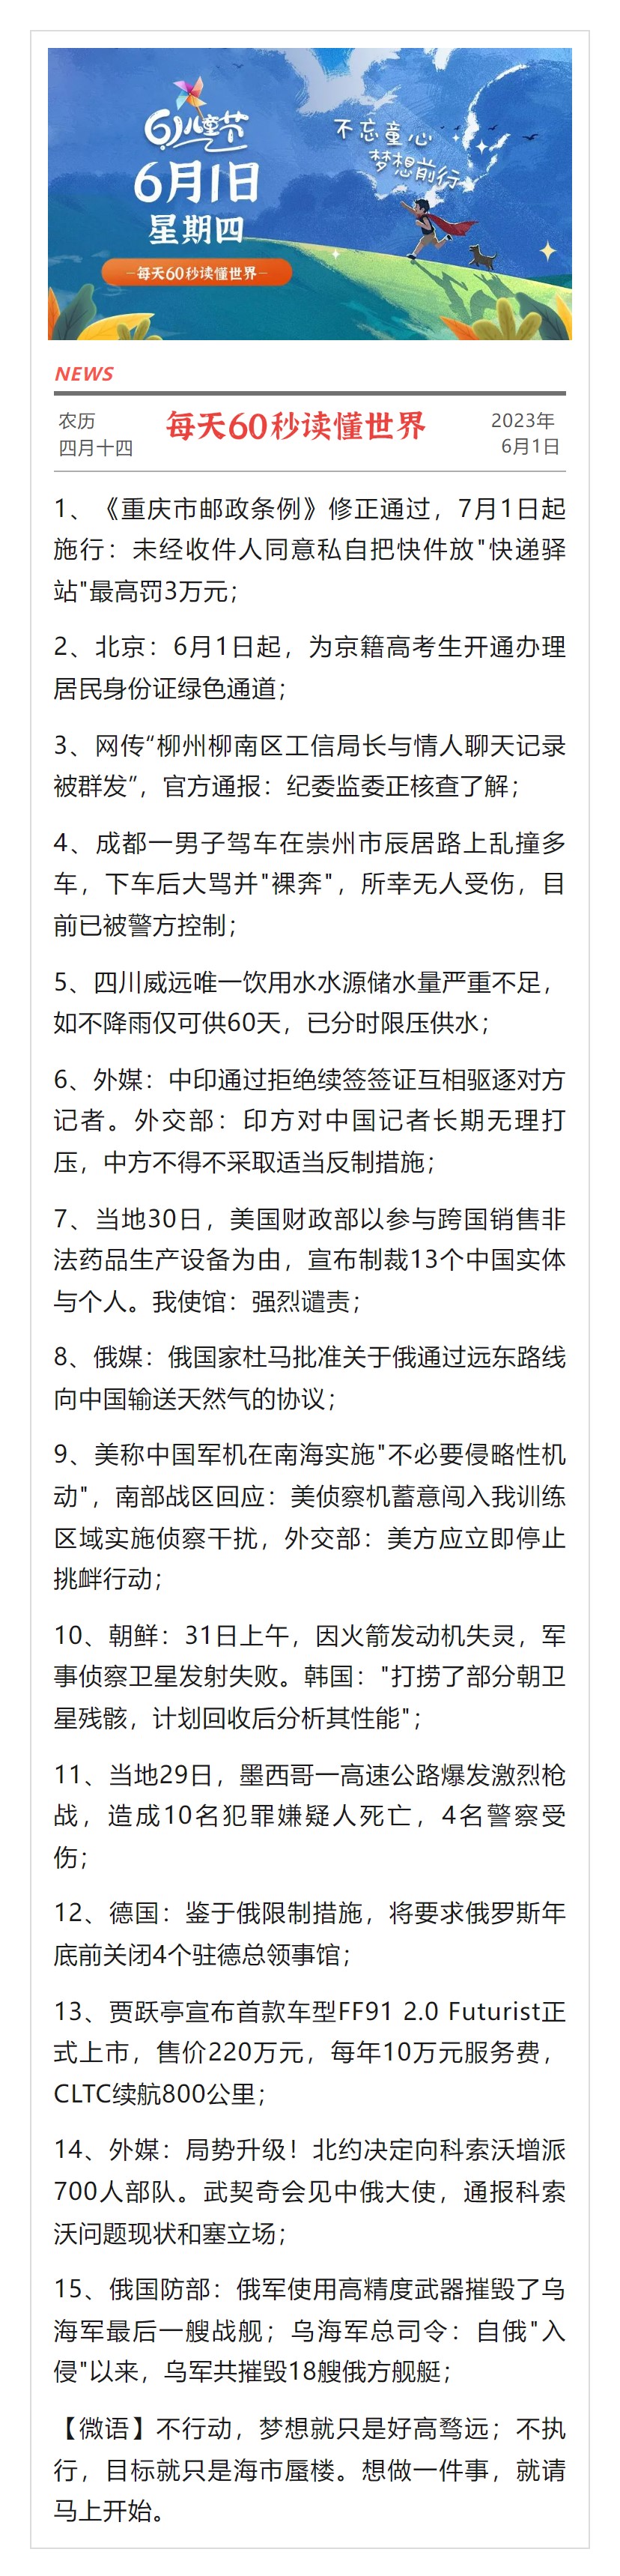 61儿童节
6月1日
星期四
—每天60秒读懂世界—
不忘童心
梦想前行
NEWS
农历
四月十四
每天60秒读懂世界
2023年
6月1日
1、《重庆市邮政条例》修正通过，7月1日起
施行：未经收件人同意私自把快件放"快递驿
站"最高罚3万元；
2、北京：6月1日起，为京籍高考生开通办理
居民身份证绿色通道；
3、网传“柳州柳南区工信局长与情人聊天记录
被群发”，官方通报：纪委监委正核查了解；
4、成都一男子驾车在崇州市辰居路上乱撞多
车，下车后大骂并"裸奔"，所幸无人受伤，目
前已被警方控制；
5、四川威远唯一饮用水水源储水量严重不足，
如不降雨仅可供60天，已分时限压供水；
6、外媒：中印通过拒绝续签签证互相驱逐对方
记者。外交部：印方对中国记者长期无理打
压，中方不得不采取适当反制措施；
7、当地30日，美国财政部以参与跨国销售非
法药品生产设备为由，宣布制裁13个中国实体
与个人。我使馆：强烈谴责；
8、俄媒：俄国家杜马批准关于俄通过远东路线
向中国输送天然气的协议；
9、美称中国军机在南海实施"不必要侵略性机
动"，南部战区回应：美侦察机蓄意闯入我训练
区域实施侦察干扰，外交部：美方应立即停止
挑衅行动；
10、朝鲜：31日上午，因火箭发动机失灵，军
事侦察卫星发射失败。韩国："打捞了部分朝卫
星残骸，计划回收后分析其性能"；
11、当地29日，墨西哥一高速公路爆发激烈枪
战，造成10名犯罪嫌疑人死亡，4名警察受
伤；
12、德国：鉴于俄限制措施，将要求俄罗斯年
底前关闭4个驻德总领事馆；
13、贾跃亭宣布首款车型FF91 2.0 Futurist正
式上市，售价220万元，每年10万元服务费，
CLTC续航800公里；
14、外媒：局势升级！北约决定向科索沃增派
700人部队。武契奇会见中俄大使，通报科索
沃问题现状和塞立场；
15、俄国防部：俄军使用高精度武器摧毁了乌
海军最后一艘战舰；乌海军总司令：自俄"入
侵"以来，乌军共摧毁18艘俄方舰艇；
【微语】不行动，梦想就只是好高骛远；不执
行，目标就只是海市蜃楼。想做一件事，就请
马上开始。